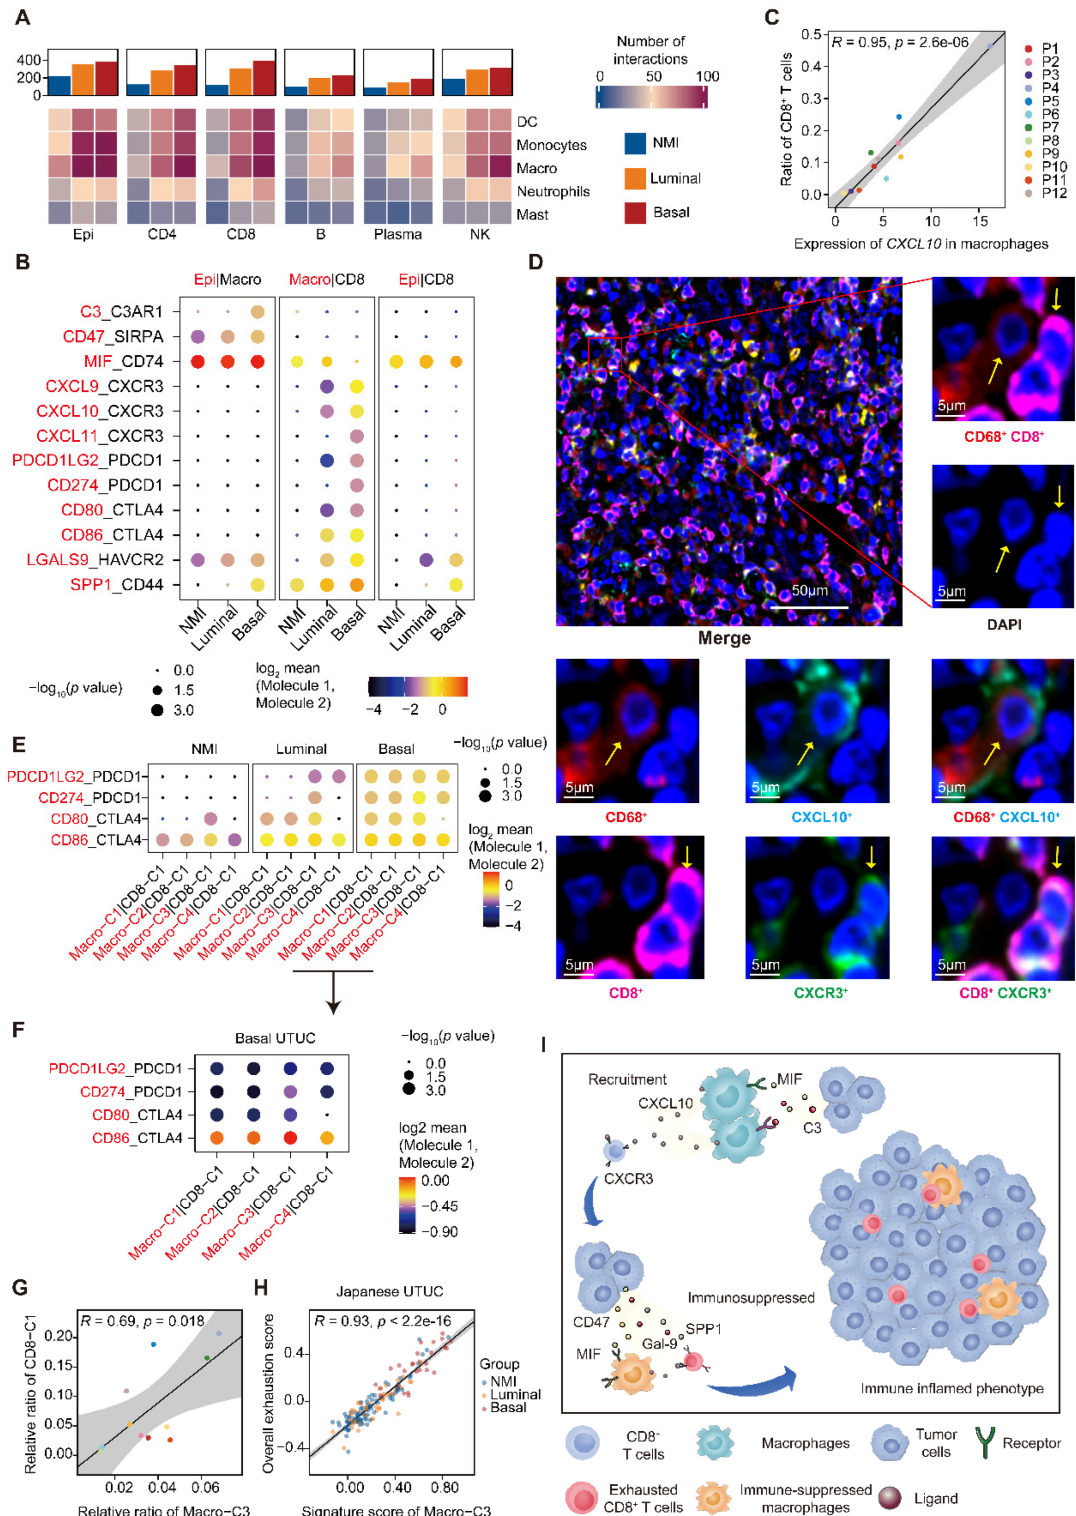 A
400
200
0
DC
Monocytes
Macro
Neutrophils
Mast
Epi
CD4
CD8
B
Plasma
NK
Number of
interactions
0 50 100
NMI
Luminal
Basal
C
R = 0.95, p = 2.6e-06
Ratio of CD8⁺ T cells
0.5
0.4
0.3
0.2
0.1
0.0
0 5 10 15
Expression of CXCL10 in macrophages
P1
P2
P3
P4
P5
P6
P7
P8
P9
P10
P11
P12
B
Epi|Macro
Macro|CD8
Epi|CD8
C3_C3AR1
CD47_SIRPA
MIF_CD74
CXCL9_CXCR3
CXCL10_CXCR3
CXCL11_CXCR3
PDCD1LG2_PDCD1
CD274_PDCD1
CD80_CTLA4
CD86_CTLA4
LGALS9_HAVCR2
SPP1_CD44
NMI
Luminal
Basal
NMI
Luminal
Basal
NMI
Luminal
Basal
−log₁₀(p value)
0.0
1.5
3.0
log₂ mean
(Molecule 1,
Molecule 2)
−4 −2 0
D
50µm
Merge
5µm
CD68⁺ CD8⁺
5µm
DAPI
5µm
CD68⁺
5µm
CXCL10⁺
5µm
CD68⁺ CXCL10⁺
5µm
CD8⁺
5µm
CXCR3⁺
5µm
CD8⁺ CXCR3⁺
E
NMI
Luminal
Basal
PDCD1LG2_PDCD1
CD274_PDCD1
CD80_CTLA4
CD86_CTLA4
Macro−C1|CD8−C1
Macro−C2|CD8−C1
Macro−C3|CD8−C1
Macro−C4|CD8−C1
Macro−C1|CD8−C1
Macro−C2|CD8−C1
Macro−C3|CD8−C1
Macro−C4|CD8−C1
Macro−C1|CD8−C1
Macro−C2|CD8−C1
Macro−C3|CD8−C1
Macro−C4|CD8−C1
−log₁₀(p value)
0.0
1.5
3.0
log₂ mean
(Molecule 1,
Molecule 2)
0
−2
−4
F
Basal UTUC
PDCD1LG2_PDCD1
CD274_PDCD1
CD80_CTLA4
CD86_CTLA4
Macro−C1|CD8−C1
Macro−C2|CD8−C1
Macro−C3|CD8−C1
Macro−C4|CD8−C1
−log₁₀(p value)
0.0
1.5
3.0
log2 mean
(Molecule 1,
Molecule 2)
0.00
−0.45
−0.90
G
R = 0.69, p = 0.018
Relative ratio of CD8−C1
0.20
0.15
0.10
0.05
0.00
0.02 0.04 0.06
Relative ratio of Macro−C3
H
Japanese UTUC
R = 0.93, p < 2.2e-16
Overall exhaustion score
0.4
0.0
−0.4
0.00 0.40 0.80
Signature score of Macro−C3
Group
NMI
Luminal
Basal
I
Recruitment
CXCL10
MIF
C3
CXCR3
Immunosuppressed
CD47
SPP1
Gal-9
MIF
Immune inflamed phenotype
CD8⁺
T cells
Macrophages
Tumor
cells
Receptor
Exhausted
CD8⁺ T cells
Immune-suppressed
macrophages
Ligand